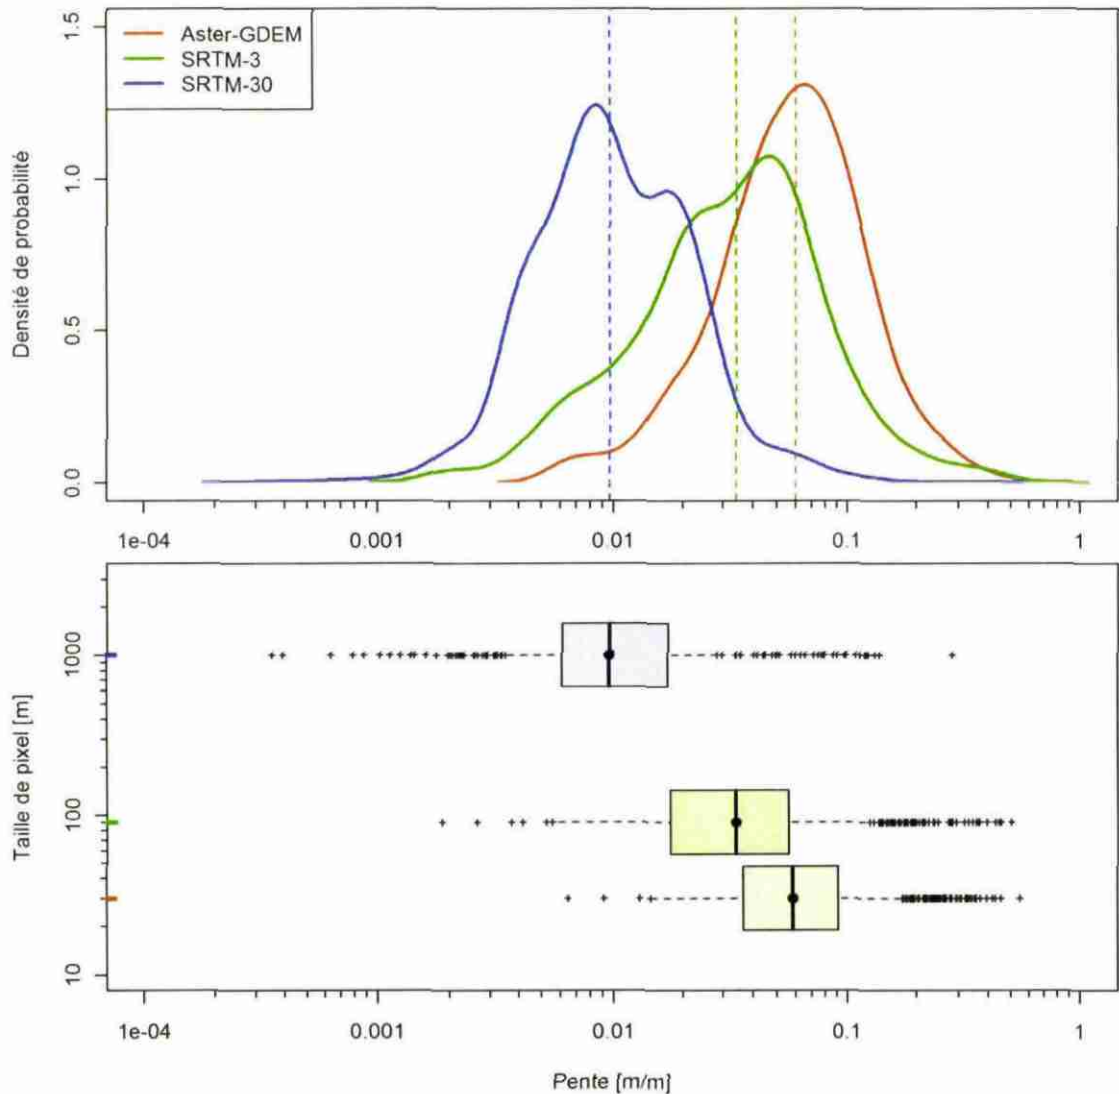 Aster-GDEM
SRTM-3
SRTM-30
Densité de probabilité
0.0 0.5 1.0 1.5
1e-04 0.001 0.01 0.1 1
Taille de pixel [m]
10 100 1000
1e-04 0.001 0.01 0.1 1
Pente [m/m]